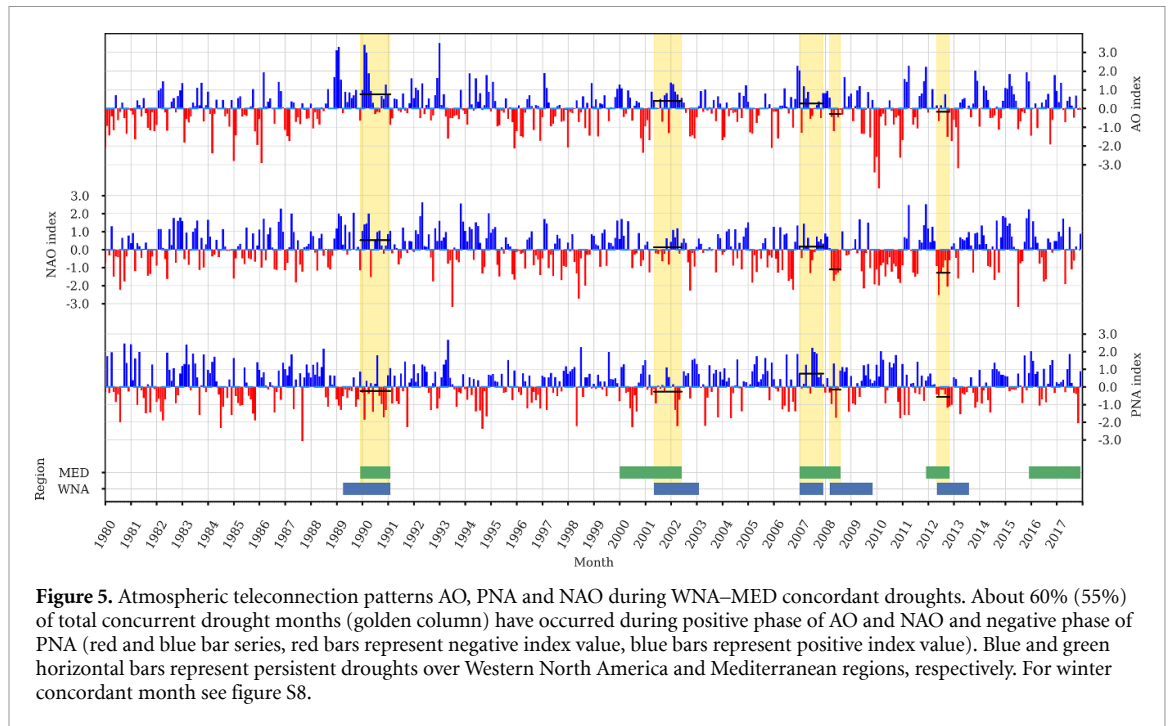 3.0
2.0
1.0
0.0
-1.0
-2.0
-3.0
AO index
3.0
2.0
1.0
0.0
-1.0
-2.0
-3.0
NAO index
3.0
2.0
1.0
0.0
-1.0
-2.0
-3.0
PNA index
Region
MED
WNA
1980 1981 1982 1983 1984 1985 1986 1987 1988 1989 1990 1991 1992 1993 1994 1995 1996 1997 1998 1999 2000 2001 2002 2003 2004 2005 2006 2007 2008 2009 2010 2011 2012 2013 2014 2015 2016 2017
Month
Figure 5. Atmospheric teleconnection patterns AO, PNA and NAO during WNA–MED concordant droughts. About 60% (55%)
of total concurrent drought months (golden column) have occurred during positive phase of AO and NAO and negative phase of
PNA (red and blue bar series, red bars represent negative index value, blue bars represent positive index value). Blue and green
horizontal bars represent persistent droughts over Western North America and Mediterranean regions, respectively. For winter
concordant month see figure S8.